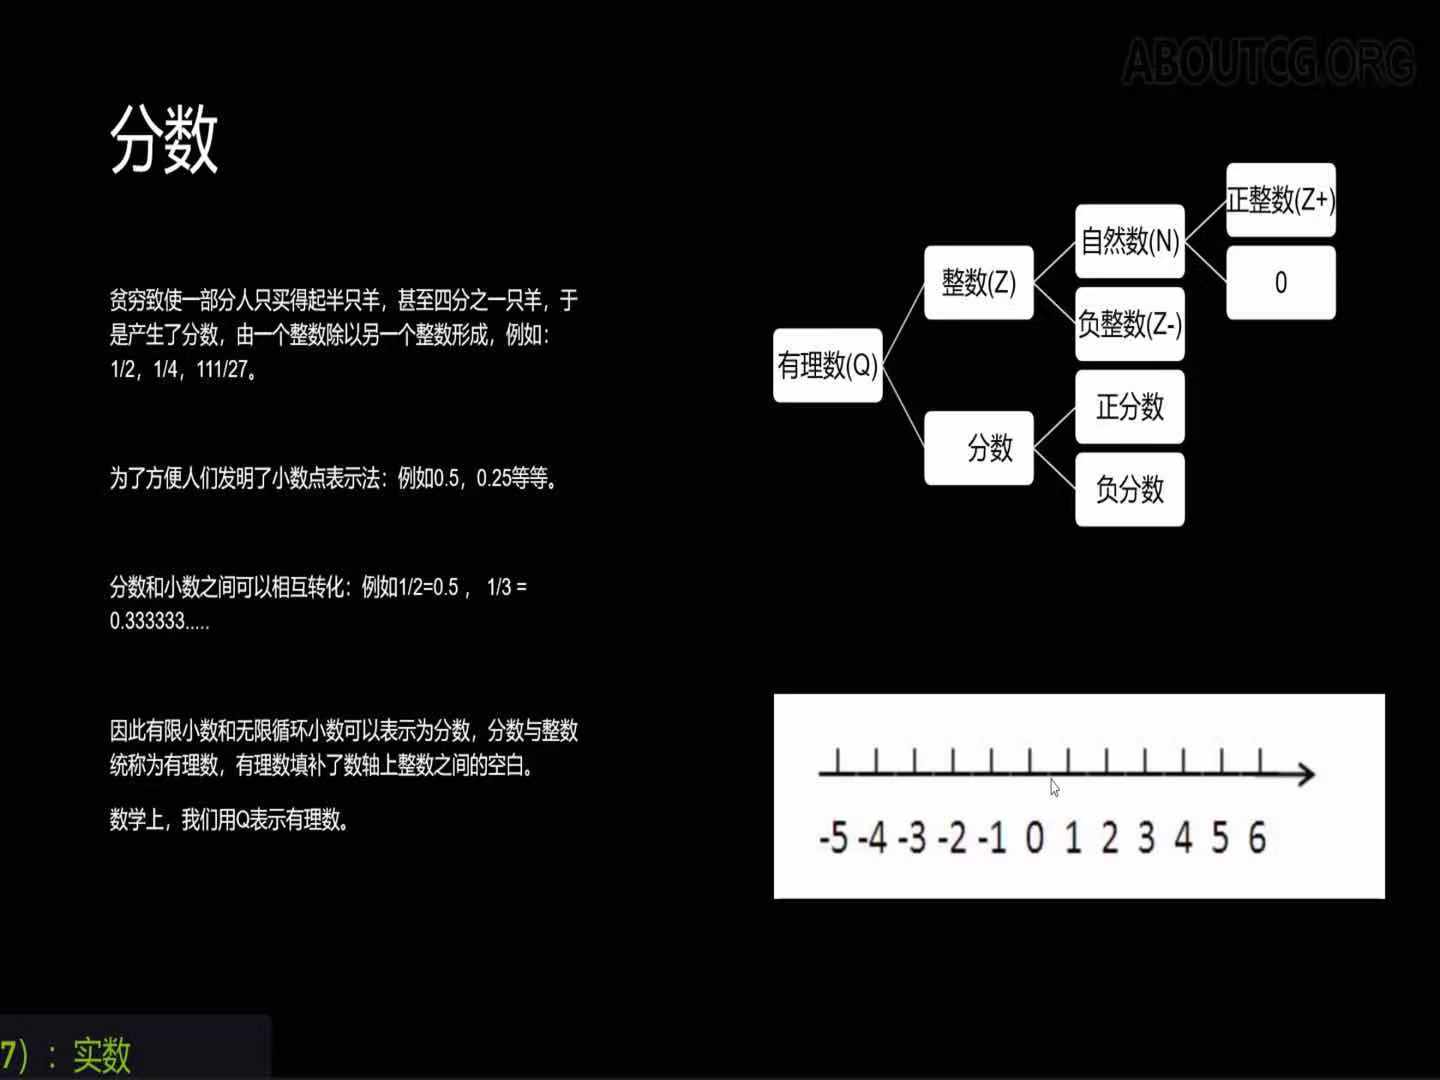 ABOUTCG.ORG
分数
贫穷致使一部分人只买得起半只羊，甚至四分之一只羊，于
是产生了分数，由一个整数除以另一个整数形成，例如：
1/2，1/4，111/27。
为了方便人们发明了小数点表示法：例如0.5，0.25等等。
分数和小数之间可以相互转化：例如1/2=0.5 ， 1/3 =
0.333333.....
因此有限小数和无限循环小数可以表示为分数，分数与整数
统称为有理数，有理数填补了数轴上整数之间的空白。
数学上，我们用Q表示有理数。
有理数(Q)
整数(Z)
分数
自然数(N)
负整数(Z-)
正分数
负分数
正整数(Z+)
0
-5 -4 -3 -2 -1 0 1 2 3 4 5 6
7）：实数